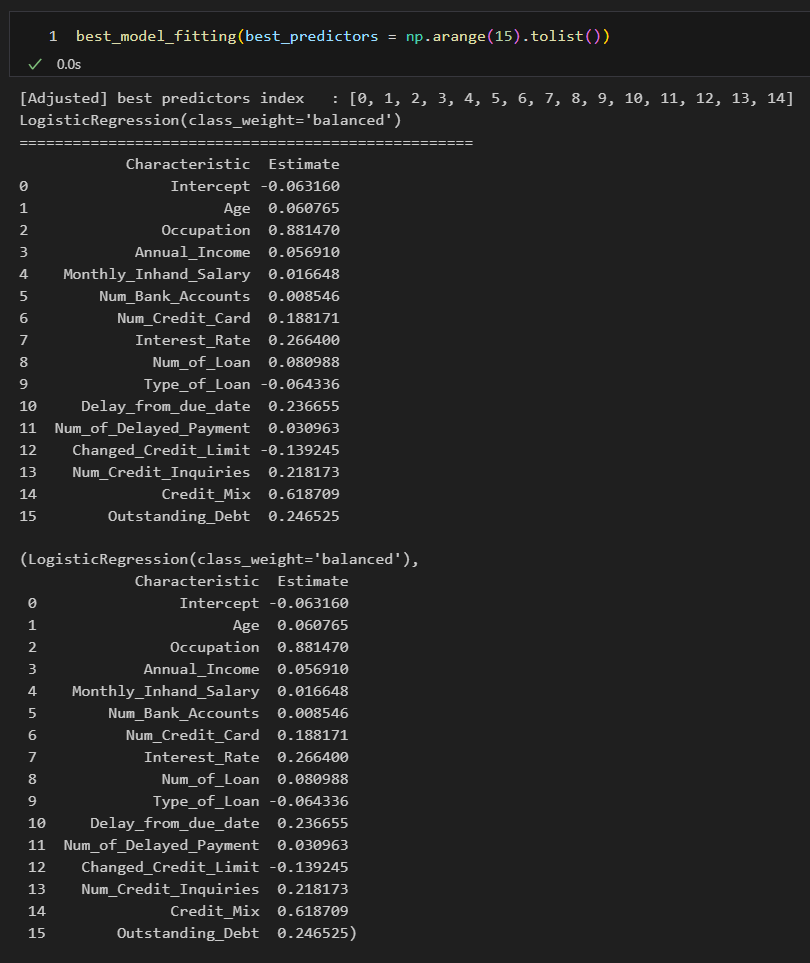 1 best_model_fitting(best_predictors = np.arange(15).tolist())
0.0s
[Adjusted] best predictors index   : [0, 1, 2, 3, 4, 5, 6, 7, 8, 9, 10, 11, 12, 13, 14]
LogisticRegression(class_weight='balanced')
===================================================
Characteristic  Estimate
0 Intercept -0.063160
1 Age 0.060765
2 Occupation 0.881470
3 Annual_Income 0.056910
4 Monthly_Inhand_Salary 0.016648
5 Num_Bank_Accounts 0.008546
6 Num_Credit_Card 0.188171
7 Interest_Rate 0.266400
8 Num_of_Loan 0.080988
9 Type_of_Loan -0.064336
10 Delay_from_due_date 0.236655
11 Num_of_Delayed_Payment 0.030963
12 Changed_Credit_Limit -0.139245
13 Num_Credit_Inquiries 0.218173
14 Credit_Mix 0.618709
15 Outstanding_Debt 0.246525
(LogisticRegression(class_weight='balanced'),
Characteristic  Estimate
0 Intercept -0.063160
1 Age 0.060765
2 Occupation 0.881470
3 Annual_Income 0.056910
4 Monthly_Inhand_Salary 0.016648
5 Num_Bank_Accounts 0.008546
6 Num_Credit_Card 0.188171
7 Interest_Rate 0.266400
8 Num_of_Loan 0.080988
9 Type_of_Loan -0.064336
10 Delay_from_due_date 0.236655
11 Num_of_Delayed_Payment 0.030963
12 Changed_Credit_Limit -0.139245
13 Num_Credit_Inquiries 0.218173
14 Credit_Mix 0.618709
15 Outstanding_Debt 0.246525)